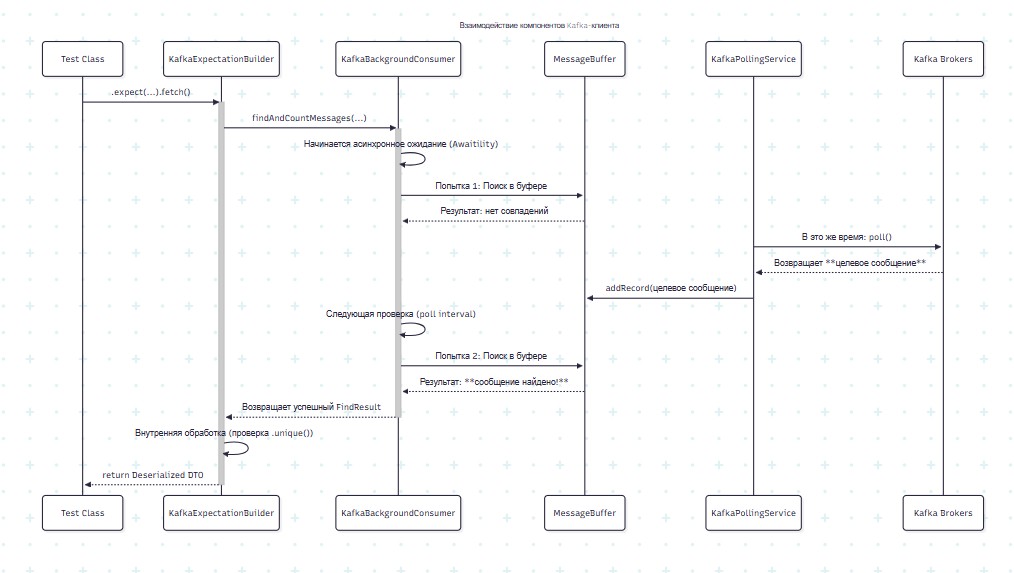 Взаимодействие компонентов Kafka-клиента
Test Class
KafkaExpectationBuilder
KafkaBackgroundConsumer
MessageBuffer
KafkaPollingService
Kafka Brokers
.expect(...).fetch()
findAndCountMessages(...)
Начинается асинхронное ожидание (Awaitility)
Попытка 1: Поиск в буфере
Результат: нет совпадений
В это же время: poll()
Возвращает **целевое сообщение**
addRecord(целевое сообщение)
Следующая проверка (poll interval)
Попытка 2: Поиск в буфере
Результат: **сообщение найдено!**
Возвращает успешный FindResult
Внутренняя обработка (проверка .unique())
return Deserialized DTO
Test Class
KafkaExpectationBuilder
KafkaBackgroundConsumer
MessageBuffer
KafkaPollingService
Kafka Brokers